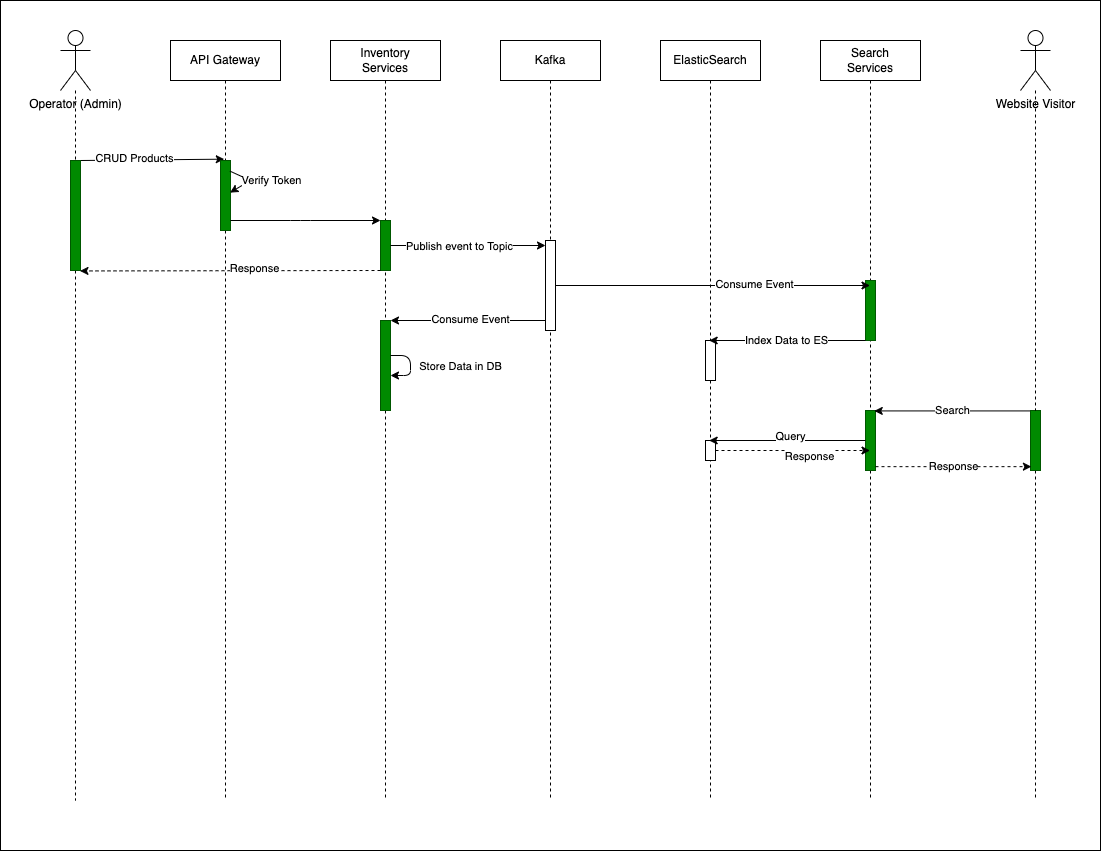 API Gateway
Inventory
Services
Kafka
ElasticSearch
Search
Services
Operator (Admin)
Website Visitor
CRUD Products
Verify Token
Publish event to Topic
Response
Consume Event
Consume Event
Index Data to ES
Store Data in DB
Search
Query
Response
Response